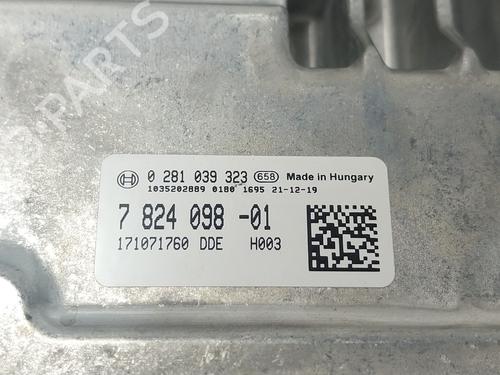 0 281 039 323 658 Made in Hungary
1035202889 0180 1695 21-12-19
7 824 098 -01
171071760 DDE H003